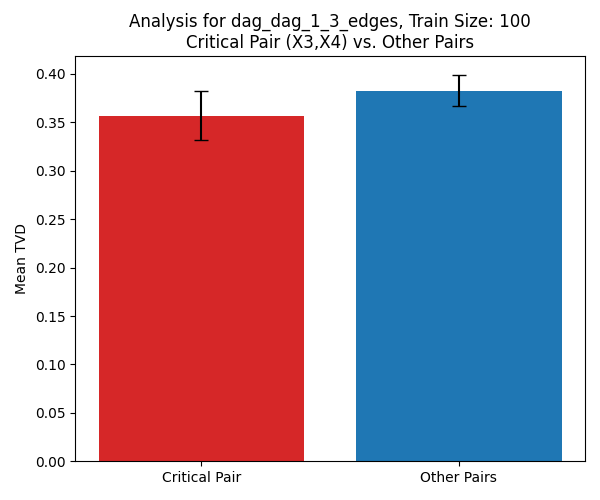 Analysis for dag_dag_1_3_edges, Train Size: 100
Critical Pair (X3,X4) vs. Other Pairs
Mean TVD
0.40
0.35
0.30
0.25
0.20
0.15
0.10
0.05
0.00
Critical Pair
Other Pairs